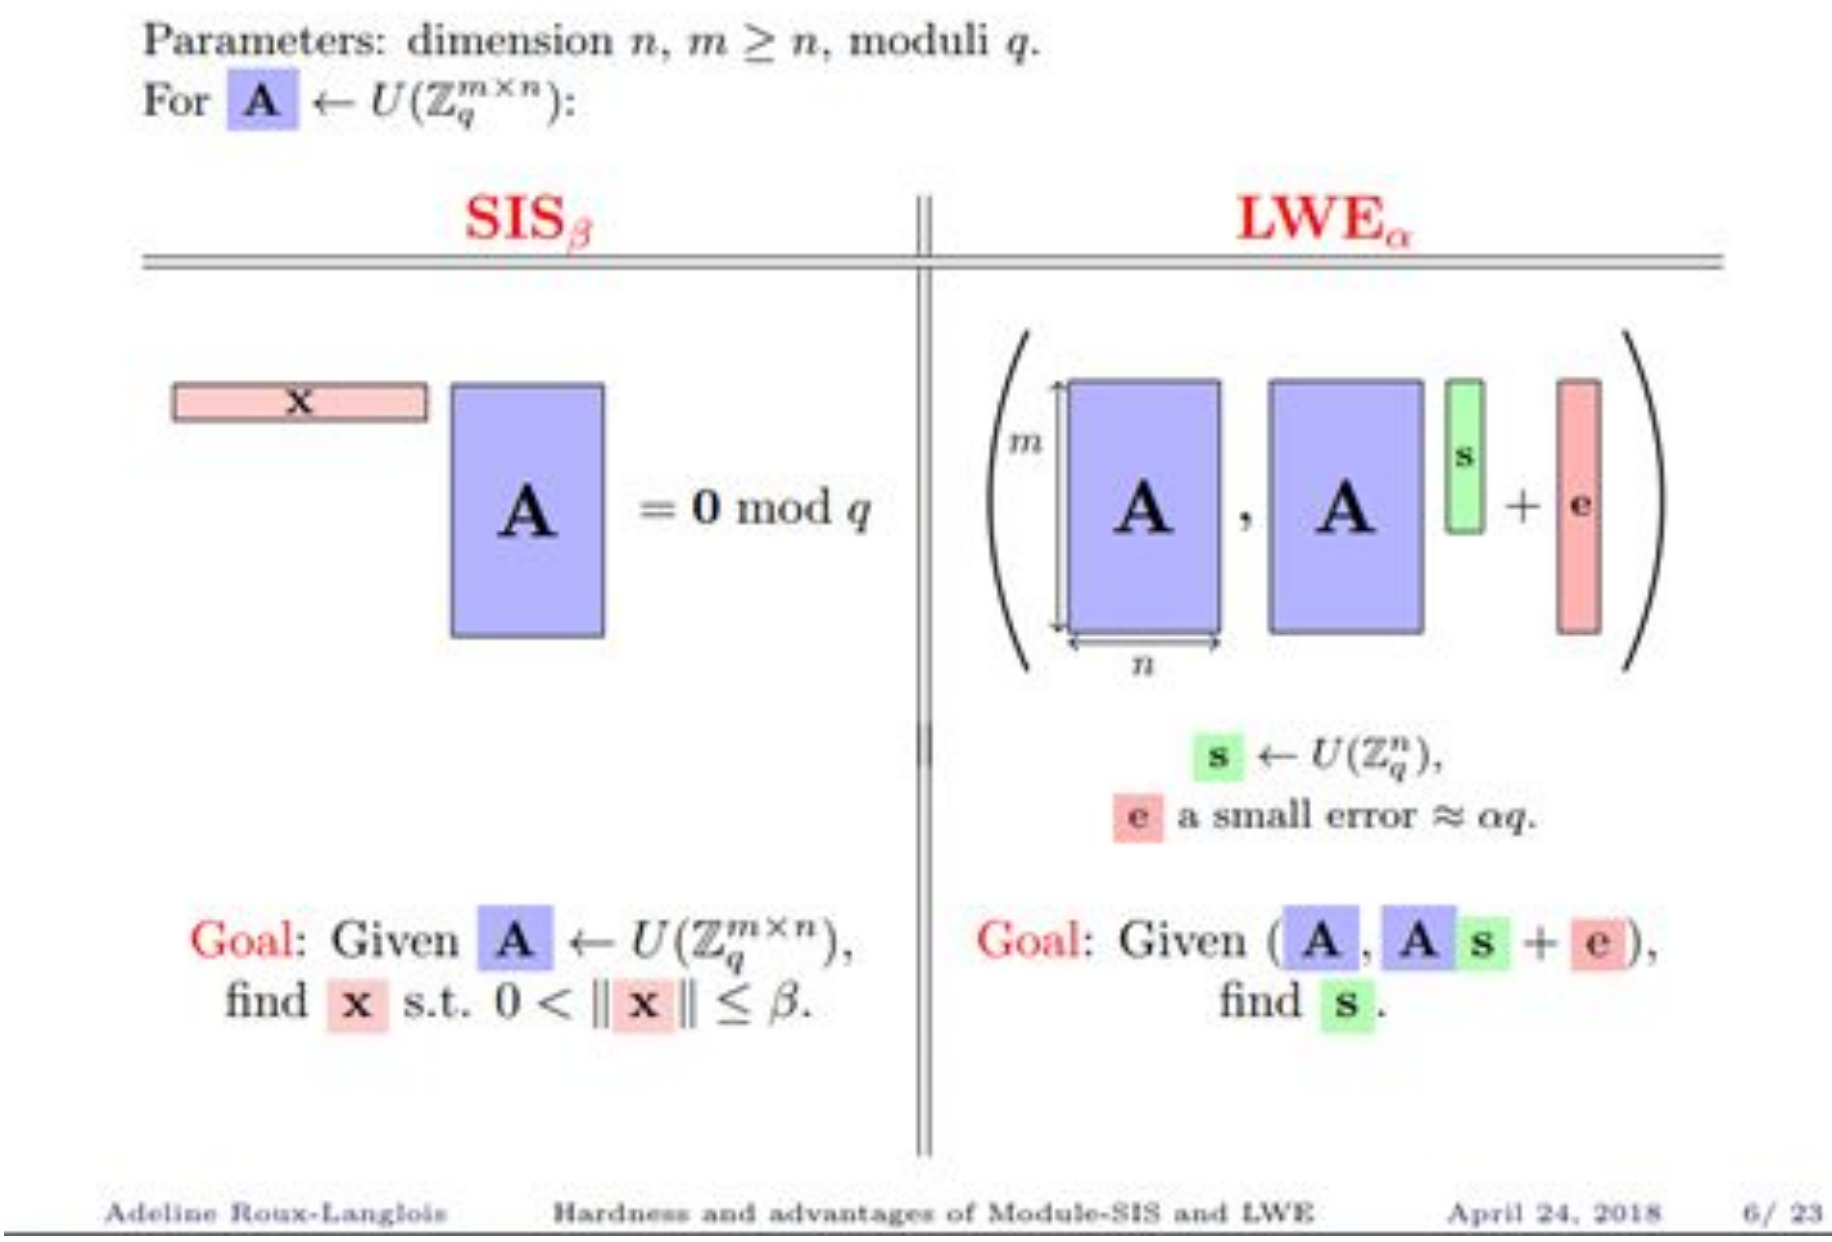 Parameters: dimension n, m ≥ n, moduli q.
For A ← U(ℤ_q^{m×n}):
SIS_β
LWE_α
x
A
= 0 mod q
m
A
,
A
s
+
e
n
s ← U(ℤ_q^n),
e a small error ≈ αq.
Goal: Given A ← U(ℤ_q^{m×n}),
find x s.t. 0 < ‖x‖ ≤ β.
Goal: Given (A, A s + e),
find s.
Adeline Roux-Langlois Hardness and advantages of Module-SIS and LWE April 24, 2018 6/ 23